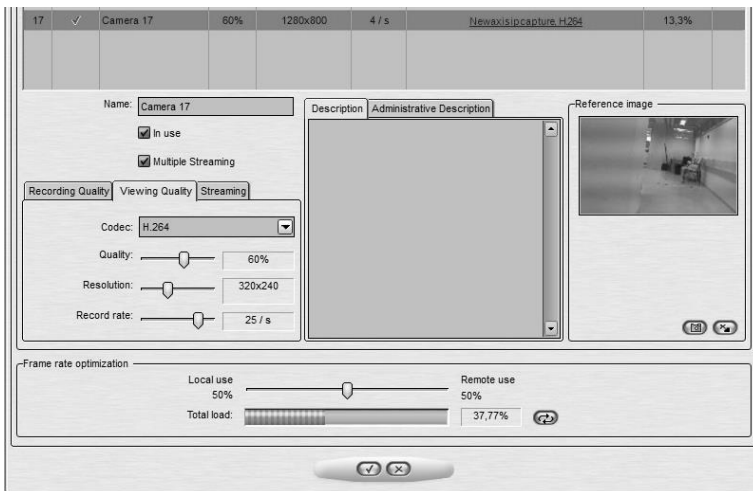 17 Camera 17 60% 1280x800 4 / s Newaxisipcapture, H264 13,3%
Name: Camera 17
In use
Multiple Streaming
Recording Quality Viewing Quality Streaming
Codec: H.264
Quality: 60%
Resolution: 320x240
Record rate: 25 / s
Description Administrative Description
Reference image
Frame rate optimization
Local use 50% Remote use 50%
Total load: 37,77%